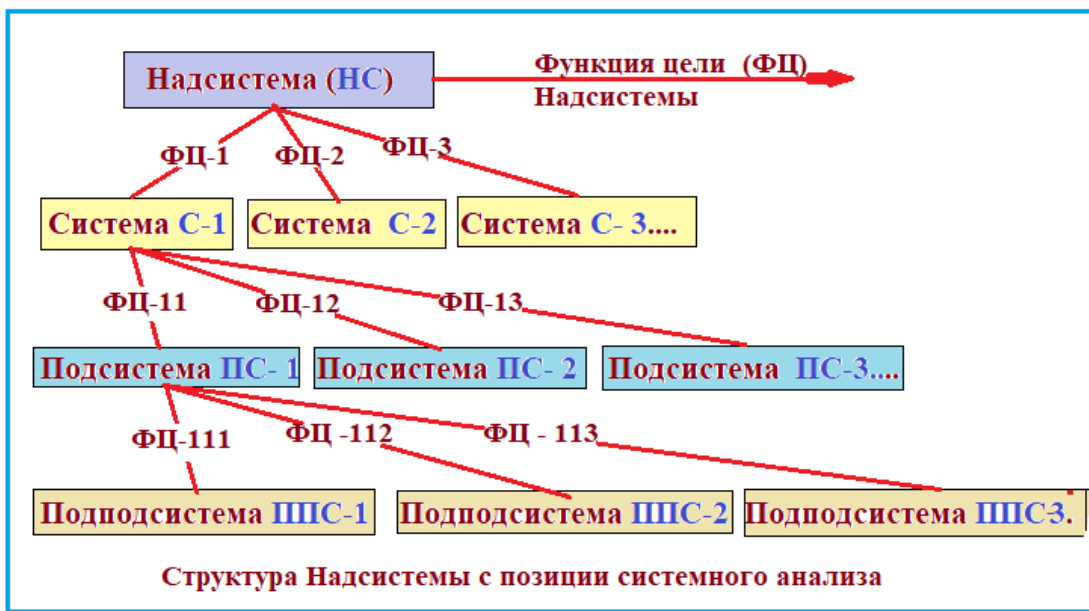 Надсистема (НС)
Функция цели (ФЦ)
Надсистемы
ФЦ-1
ФЦ-2
ФЦ-3
Система С-1
Система С-2
Система С- 3....
ФЦ-11
ФЦ-12
ФЦ-13
Подсистема ПС- 1
Подсистема ПС- 2
Подсистема ПС-3....
ФЦ-111
ФЦ -112
ФЦ - 113
Подподсистема ППС-1
Подподсистема ППС-2
Подподсистема ППС3.
Структура Надсистемы с позиции системного анализа